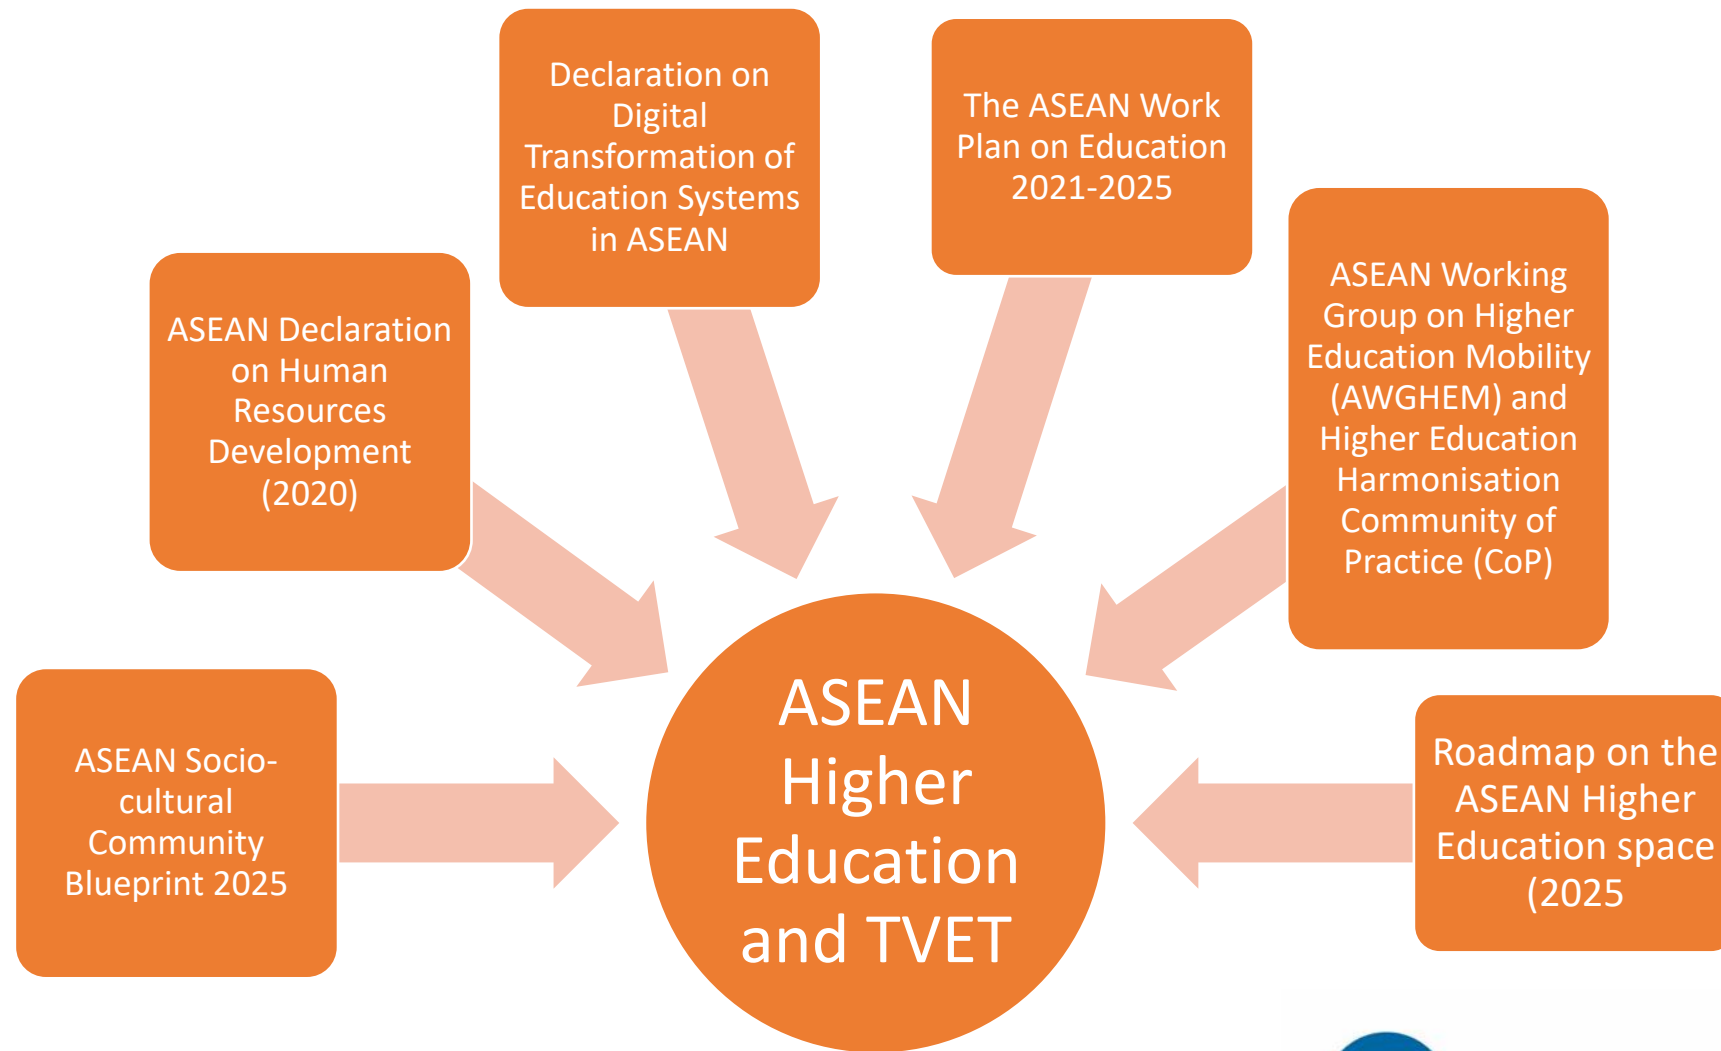 Declaration on
Digital
Transformation of
Education Systems
in ASEAN
The ASEAN Work
Plan on Education
2021-2025
ASEAN Declaration
on Human
Resources
Development
(2020)
ASEAN Working
Group on Higher
Education Mobility
(AWGHEM) and
Higher Education
Harmonisation
Community of
Practice (CoP)
ASEAN Socio-
cultural
Community
Blueprint 2025
ASEAN
Higher
Education
and TVET
Roadmap on the
ASEAN Higher
Education space
(2025